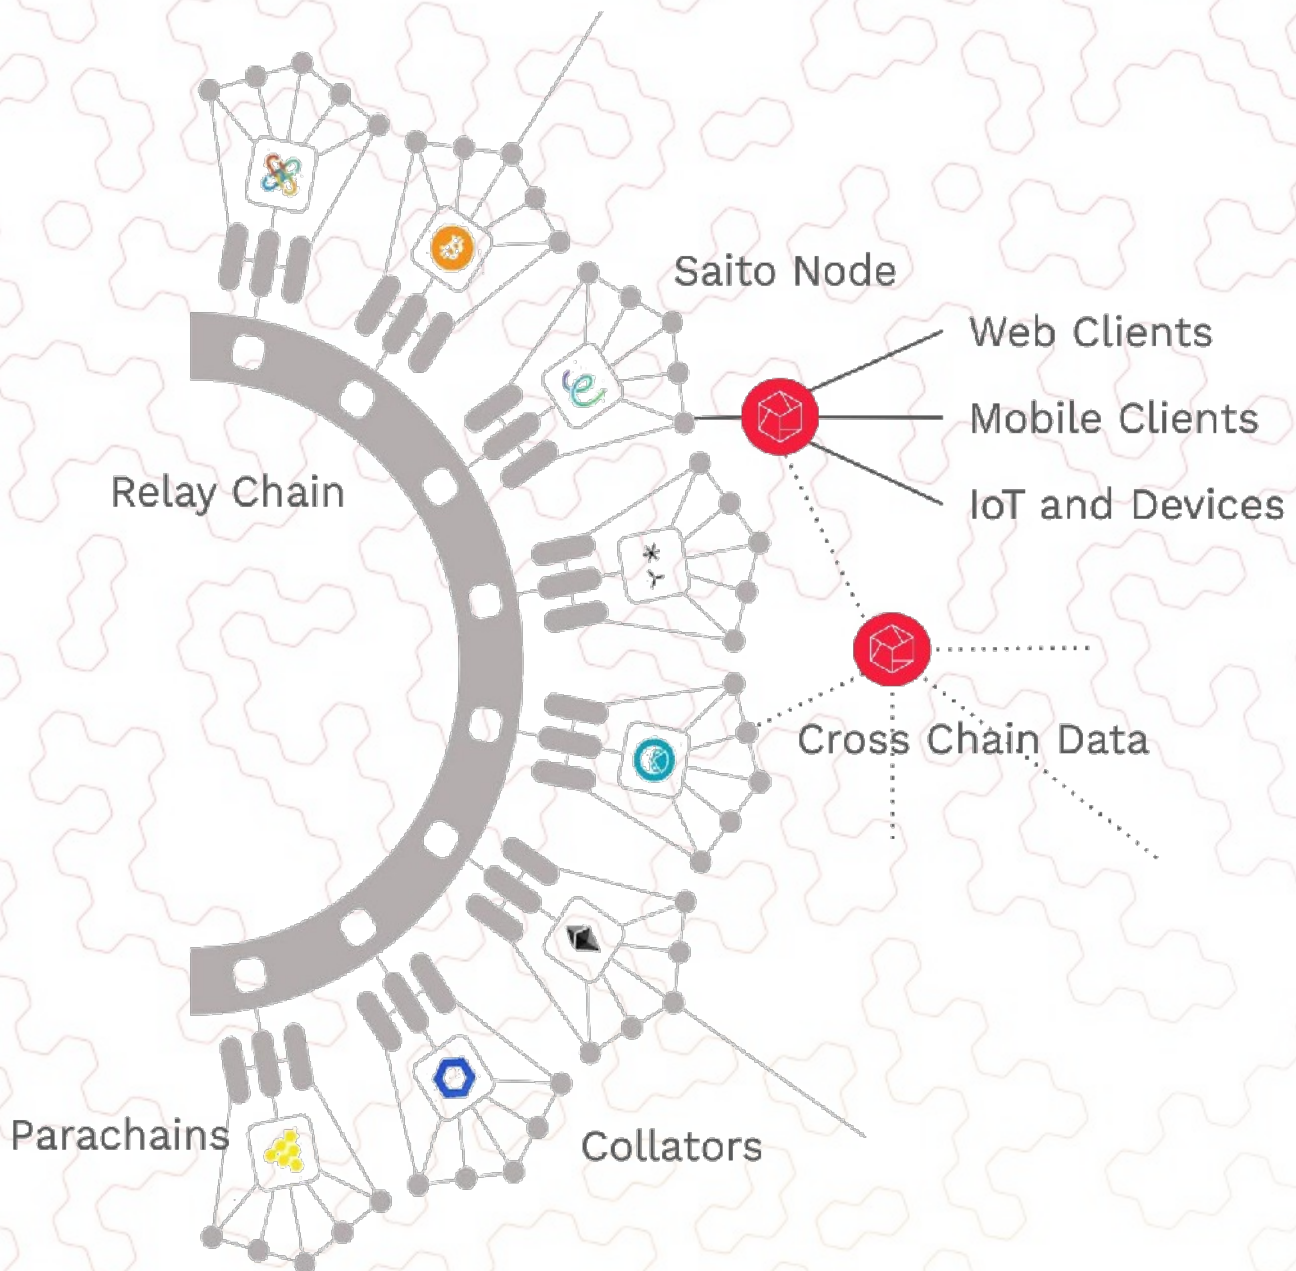 Saito Node
Web Clients
Mobile Clients
IoT and Devices
Relay Chain
Cross Chain Data
Parachains
Collators